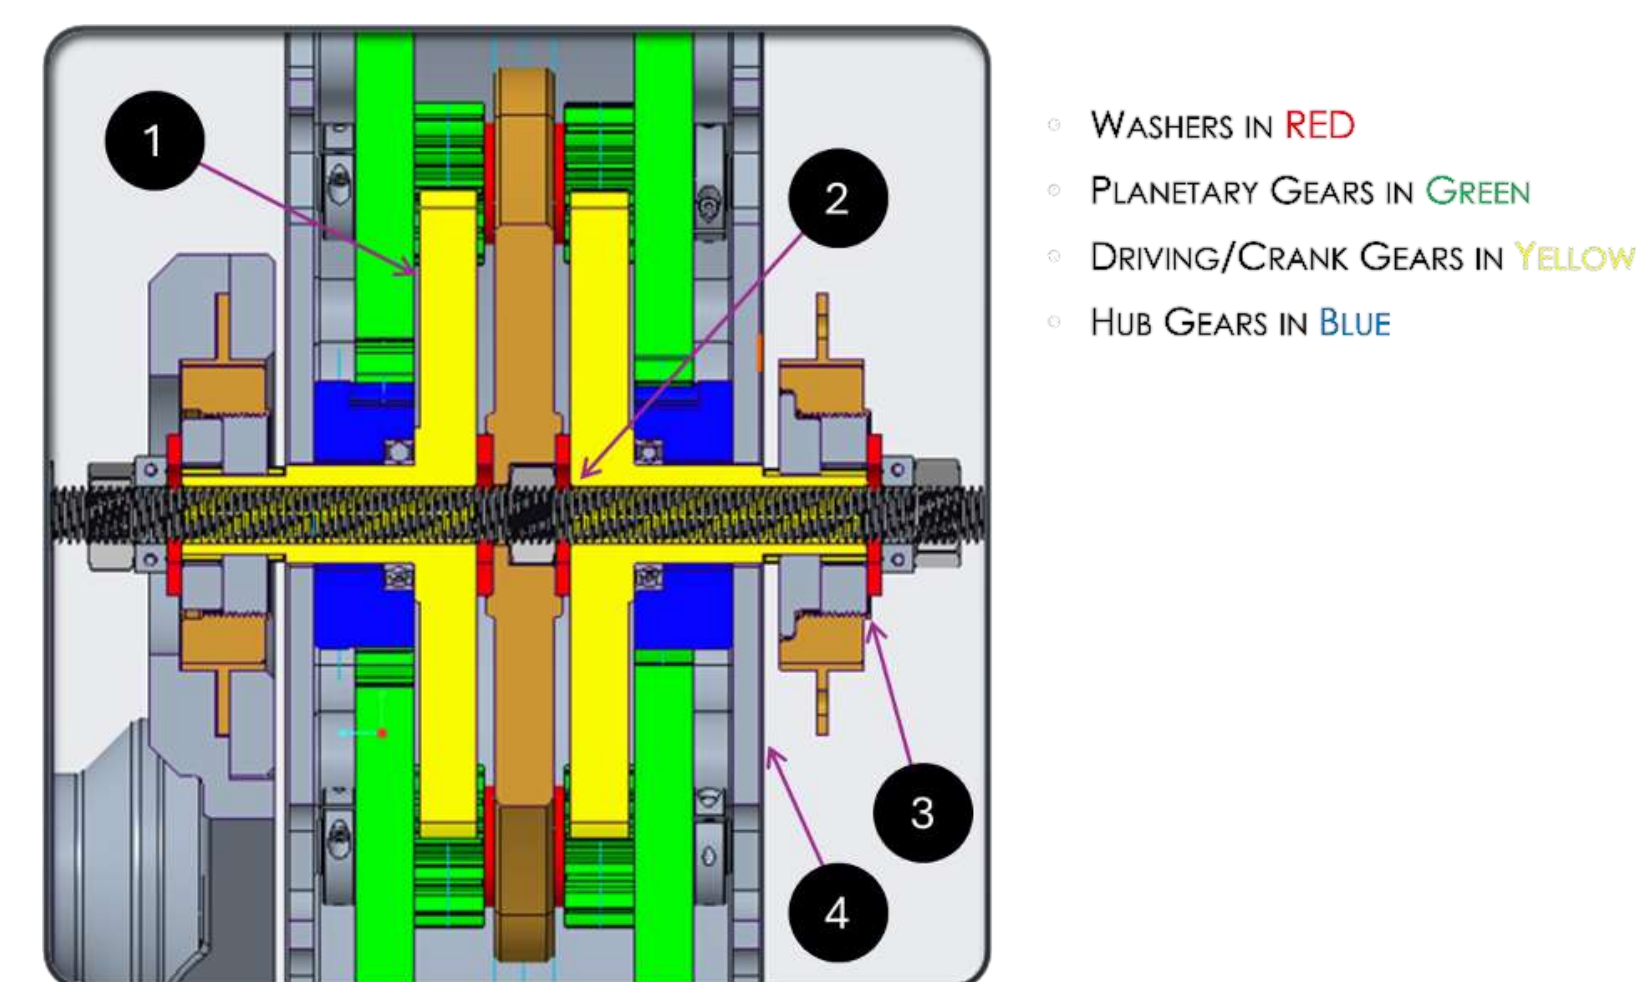 1
2
3
4
WASHERS IN RED
PLANETARY GEARS IN GREEN
DRIVING/CRANK GEARS IN YELLOW
HUB GEARS IN BLUE